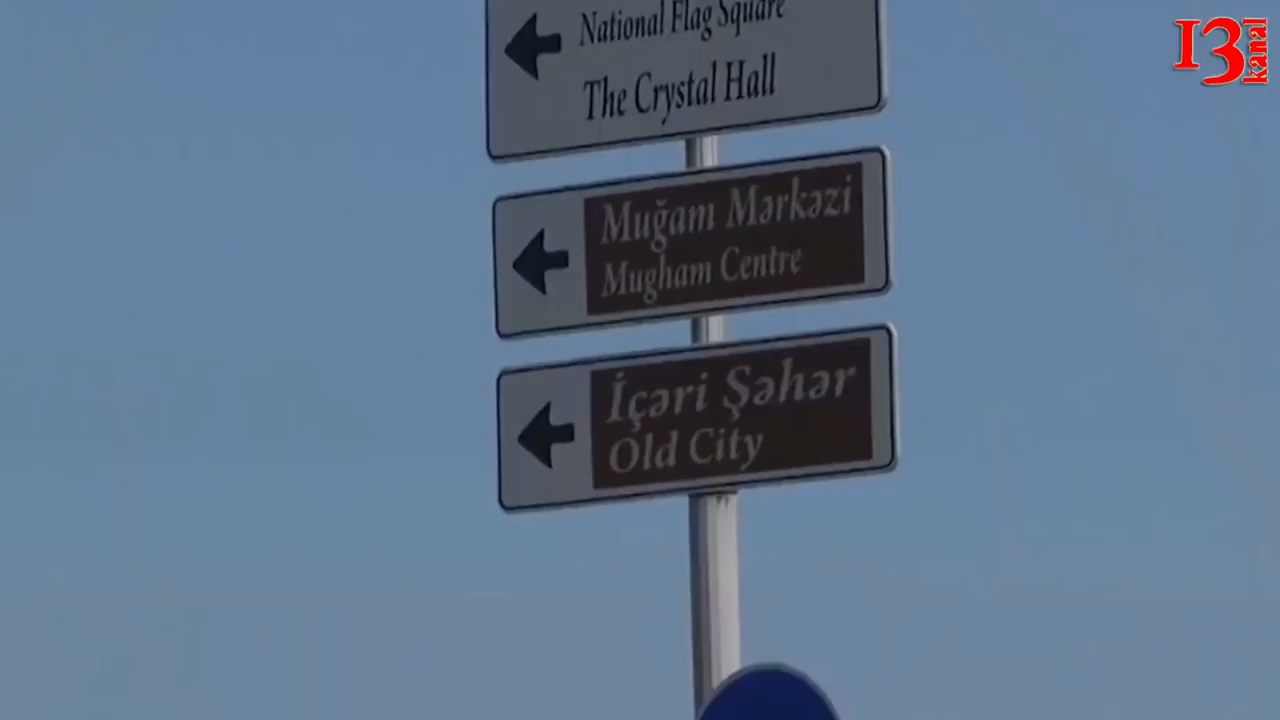 National Flag Square
The Crystal Hall
Muğam Mərkəzi
Mugham Centre
İçəri Şəhər
Old City
13
kanal